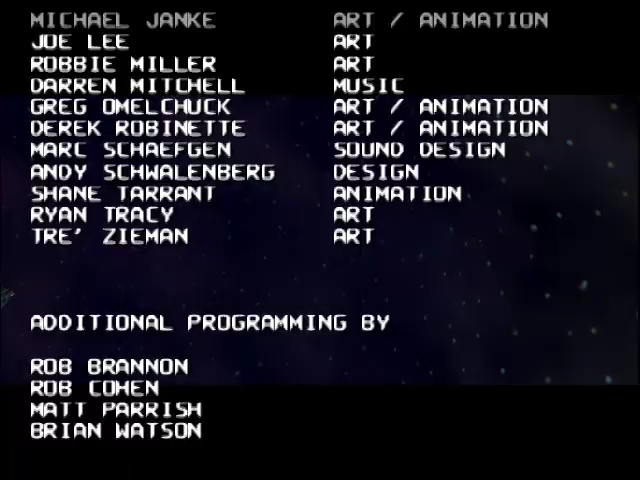 MICHAEL JANKE ART / ANIMATION
JOE LEE ART
ROBBIE MILLER ART
DARREN MITCHELL MUSIC
GREG OMELCHUCK ART / ANIMATION
DEREK ROBINETTE ART / ANIMATION
MARC SCHAEFGEN SOUND DESIGN
ANDY SCHWALENBERG DESIGN
SHANE TARRANT ANIMATION
RYAN TRACY ART
TRE' ZIEMAN ART
ADDITIONAL PROGRAMMING BY
ROB BRANNON
ROB COHEN
MATT PARRISH
BRIAN WATSON